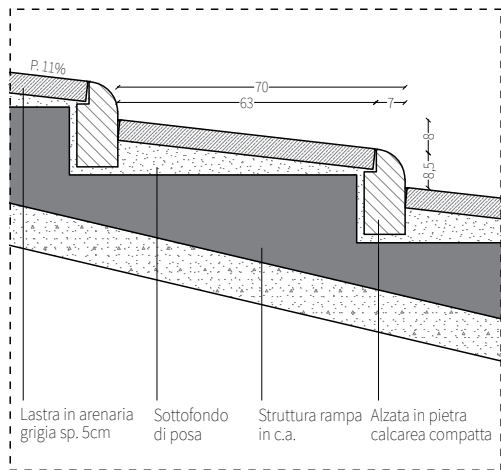 P. 11%
70
63
7
8
8,5
Lastra in arenaria
grigia sp. 5cm
Sottofondo
di posa
Struttura rampa
in c.a.
Alzata in pietra
calcarea compatta